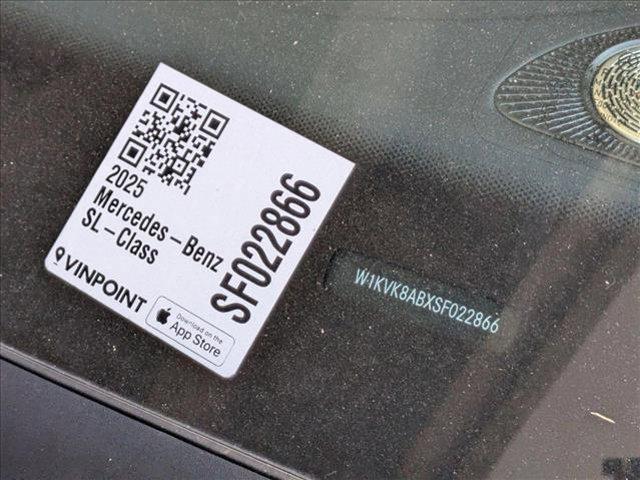 2025
Mercedes–Benz
SL–Class
SF022866
VINPOINT
Download on the
App Store
W1KVK8ABXSF022866